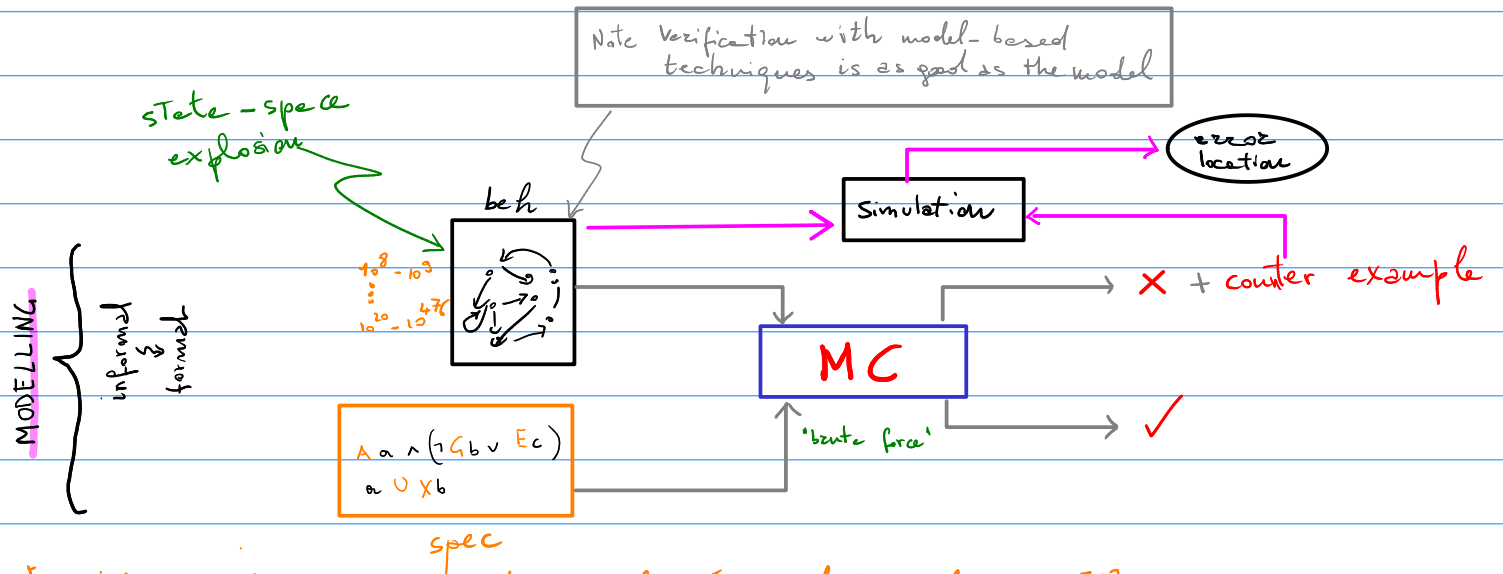 Note Verification with model-based
techniques is as good as the model
state-space
explosion
error
location
beh
simulation
10^8 - 10^9
10^20 - 10^476
X + counter example
MODELLING
informal
formal
MC
A a ∧ (¬ G b ∨ E c)
a U X b
"brute force"
✓
spec